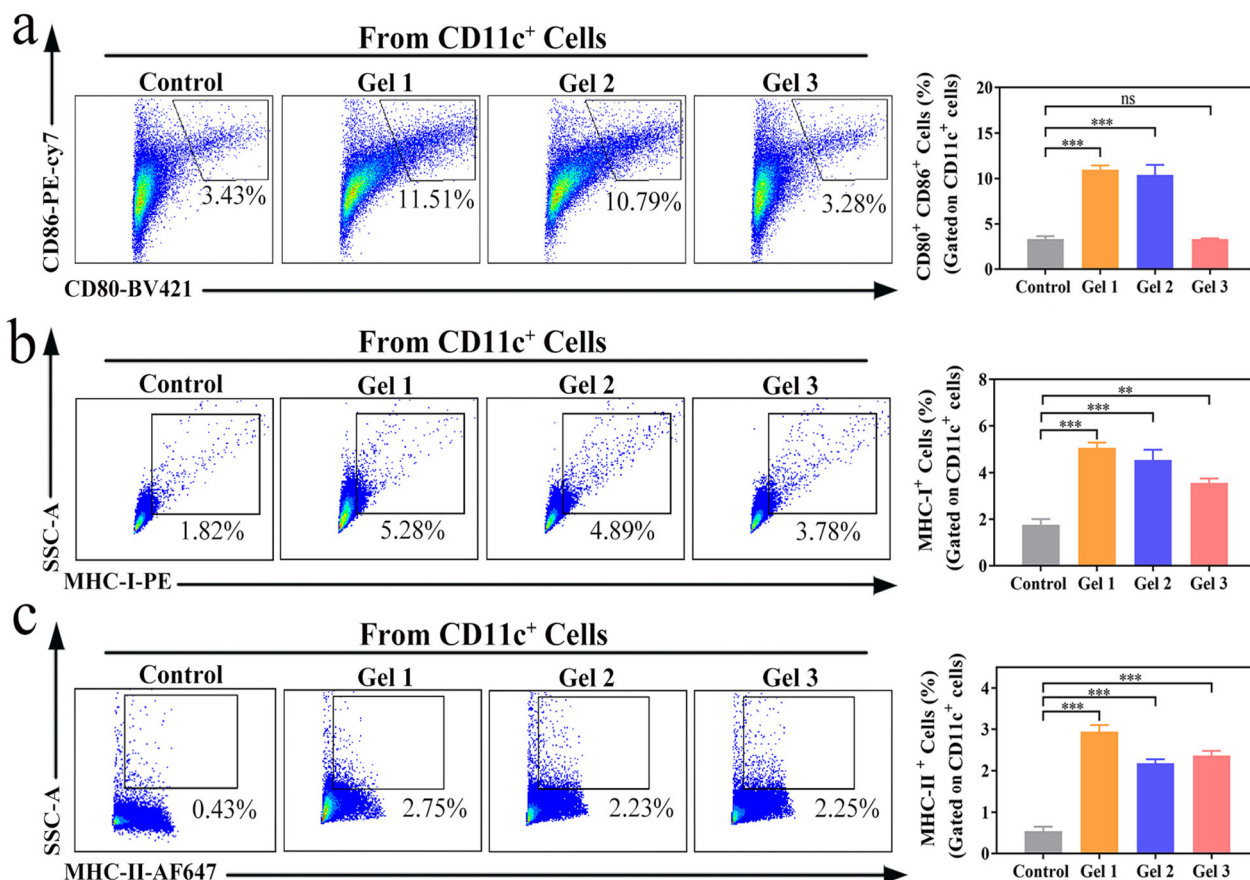 a
From CD11c⁺ Cells
Control
Gel 1
Gel 2
Gel 3
CD86-PE-cy7
3.43%
11.51%
10.79%
3.28%
CD80-BV421
CD80⁺ CD86⁺ Cells (%)
(Gated on CD11c⁺ cells)
20
15
10
5
0
ns
***
***
Control Gel 1 Gel 2 Gel 3
b
From CD11c⁺ Cells
Control
Gel 1
Gel 2
Gel 3
SSC-A
1.82%
5.28%
4.89%
3.78%
MHC-I-PE
MHC-I⁺ Cells (%)
(Gated on CD11c⁺ cells)
8
6
4
2
0
**
***
***
Control Gel 1 Gel 2 Gel 3
c
From CD11c⁺ Cells
Control
Gel 1
Gel 2
Gel 3
SSC-A
0.43%
2.75%
2.23%
2.25%
MHC-II-AF647
MHC-II ⁺ Cells (%)
(Gated on CD11c⁺ cells)
4
3
2
1
0
***
***
***
Control Gel 1 Gel 2 Gel 3